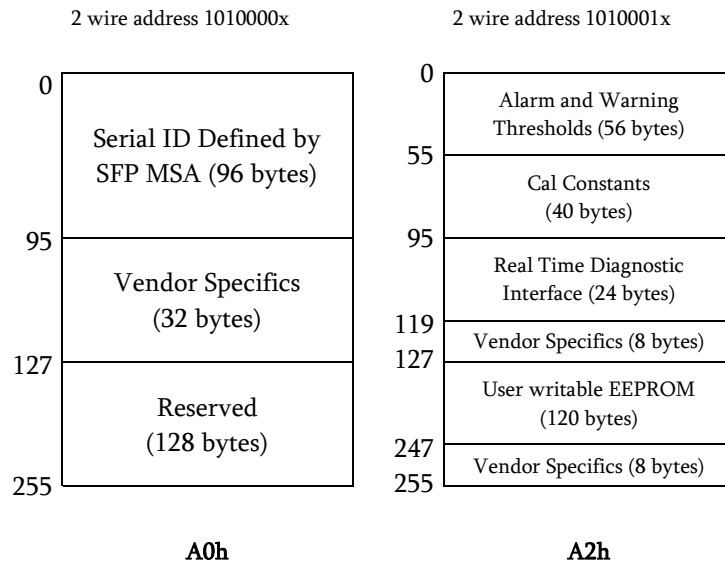 2 wire address 1010000x
0
Serial ID Defined by
SFP MSA (96 bytes)
95
Vendor Specifics
(32 bytes)
127
Reserved
(128 bytes)
255
A0h
2 wire address 1010001x
0
Alarm and Warning
Thresholds (56 bytes)
55
Cal Constants
(40 bytes)
95
Real Time Diagnostic
Interface (24 bytes)
119
Vendor Specifics (8 bytes)
127
User writable EEPROM
(120 bytes)
247
Vendor Specifics (8 bytes)
255
A2h